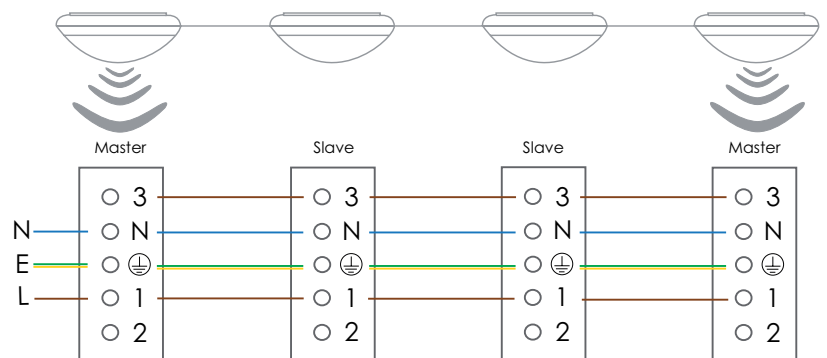 Master Slave Slave Master
3 3 3 3
N N N N N
E
L 1 1 1 1
2 2 2 2